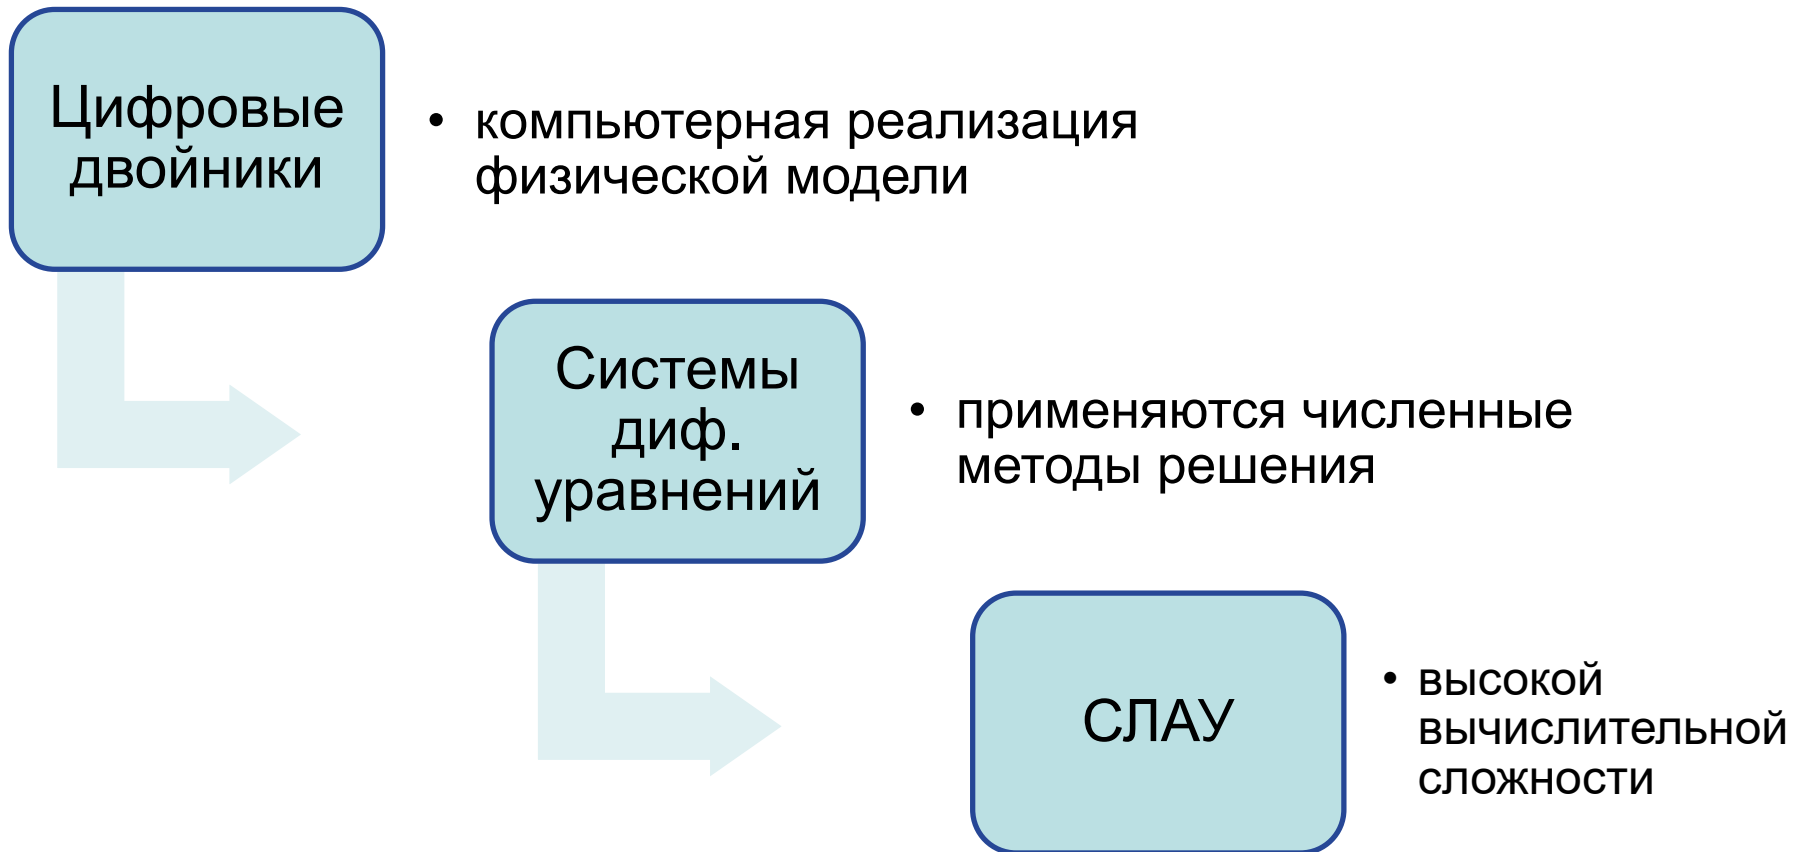 Цифровые
двойники
• компьютерная реализация
физической модели
Системы
диф.
уравнений
• применяются численные
методы решения
СЛАУ
• высокой
вычислительной
сложности